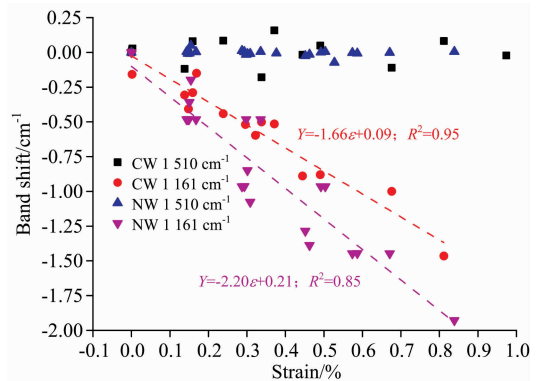 0.25
0.00
-0.25
-0.50
-0.75
-1.00
-1.25
-1.50
-1.75
-2.00
Band shift/cm⁻¹
Y=-1.66ε+0.09；R²=0.95
CW 1 510 cm⁻¹
CW 1 161 cm⁻¹
NW 1 510 cm⁻¹
NW 1 161 cm⁻¹
Y=-2.20ε+0.21；R²=0.85
-0.1 0.0 0.1 0.2 0.3 0.4 0.5 0.6 0.7 0.8 0.9 1.0
Strain/%